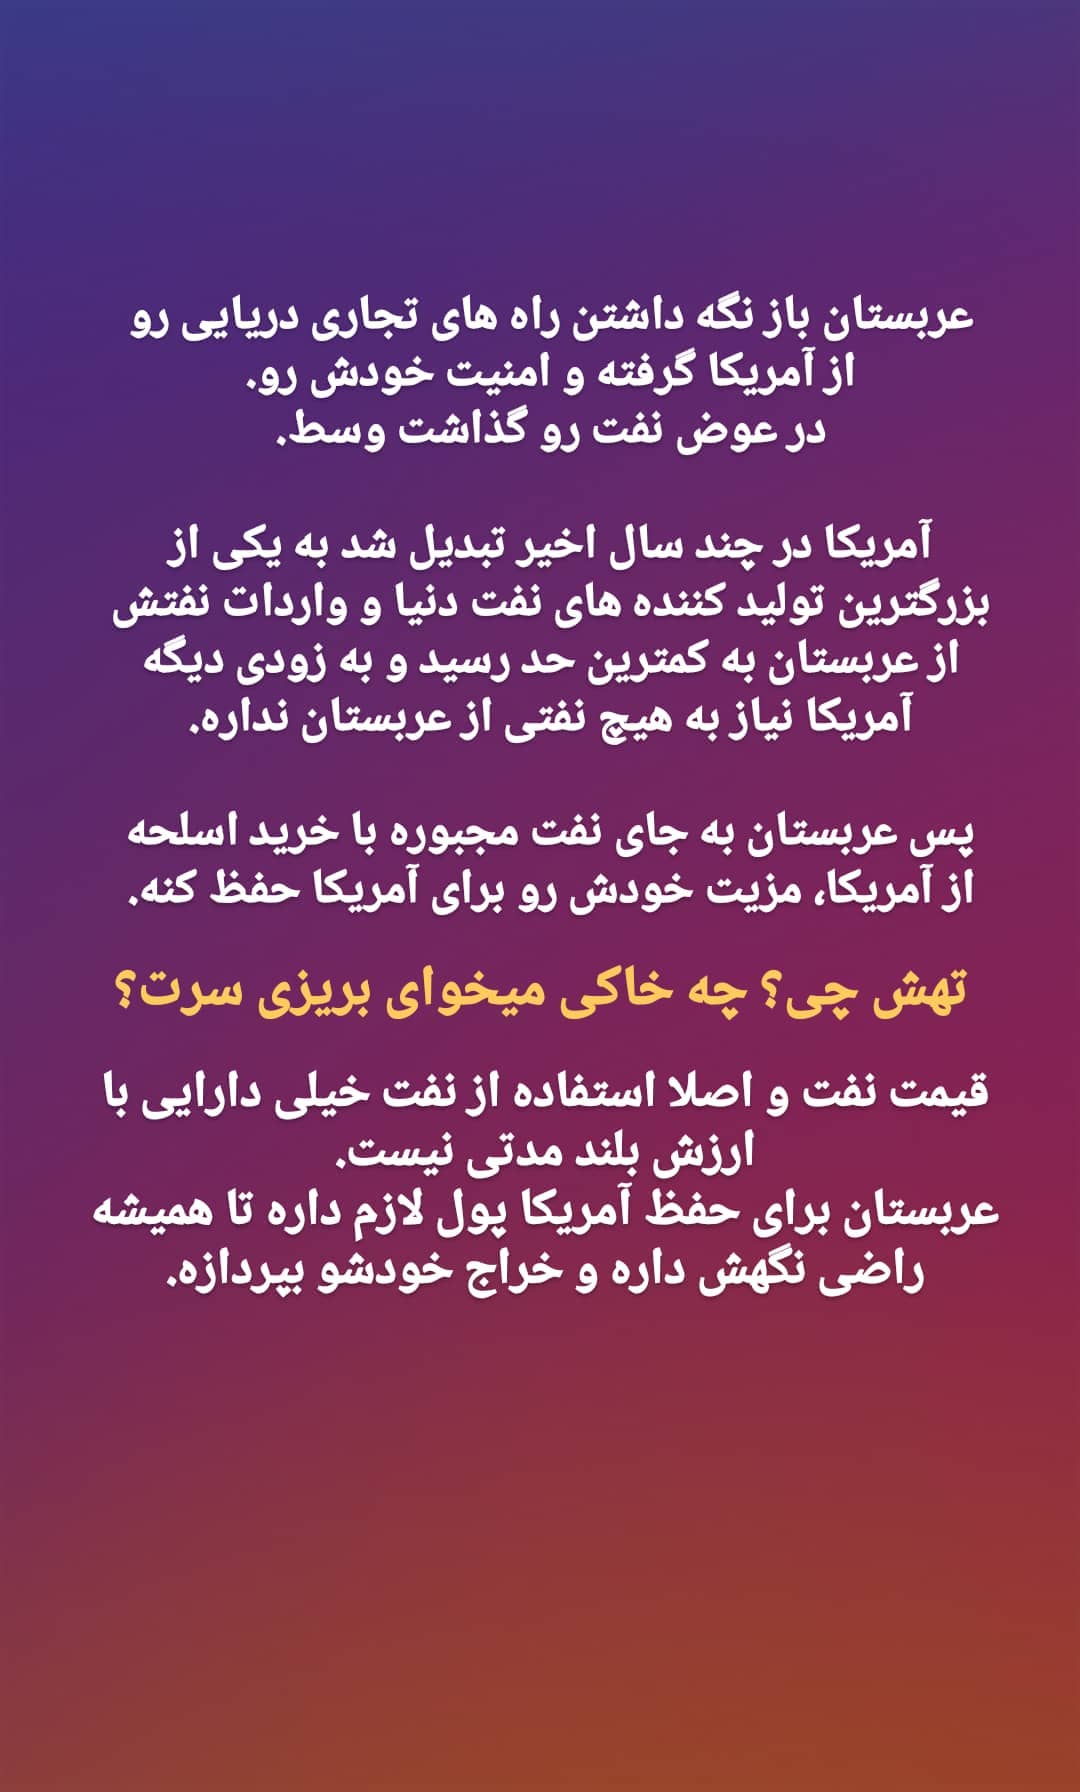 عربستان باز نگه داشتن راه های تجاری دریایی رو
از آمریکا گرفته و امنیت خودش رو.
در عوض نفت رو گذاشت وسط.
آمریکا در چند سال اخیر تبدیل شد به یکی از
بزرگترین تولید کننده های نفت دنیا و واردات نفتش
از عربستان به کمترین حد رسید و به زودی دیگه
آمریکا نیاز به هیچ نفتی از عربستان نداره.
پس عربستان به جای نفت مجبوره با خرید اسلحه
از آمریکا، مزیت خودش رو برای آمریکا حفظ کنه.
تهش چی؟ چه خاکی میخوای بریزی سرت؟
قیمت نفت و اصلا استفاده از نفت خیلی دارایی با
ارزش بلند مدتی نیست.
عربستان برای حفظ آمریکا پول لازم داره تا همیشه
راضی نگهش داره و خراج خودشو بپردازه.